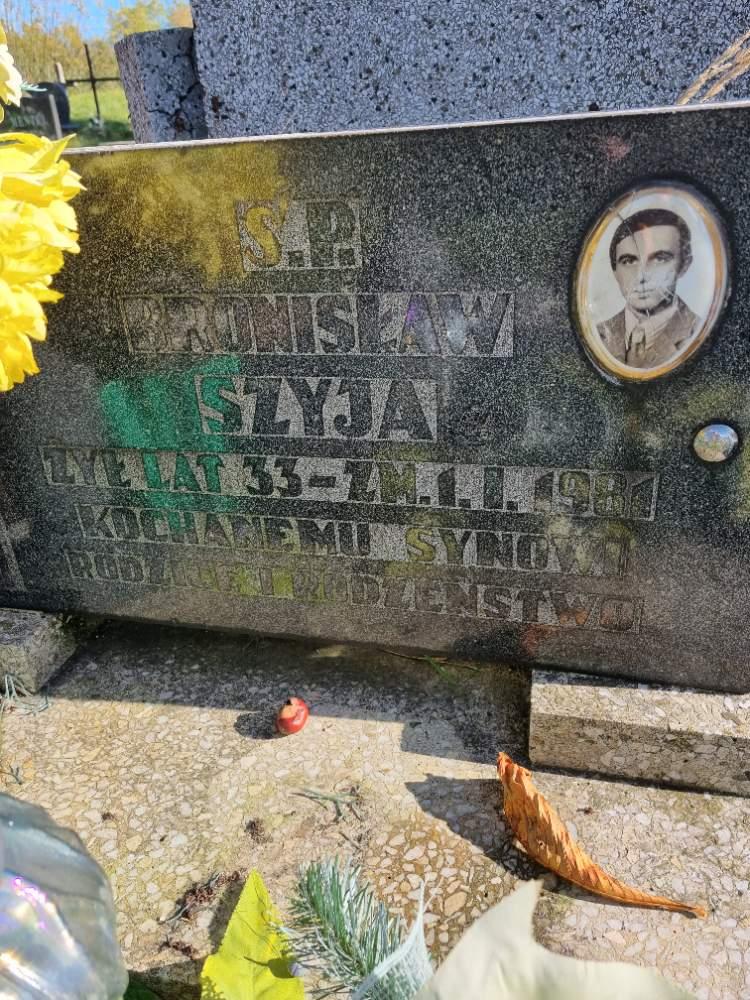 Ś.P.
BRONISŁAW
SZYJA
ŻYŁ LAT 33 – ZM. 1. I. 1981
KOCHANEMU SYNOWI
RODZICE I RODZEŃSTWO